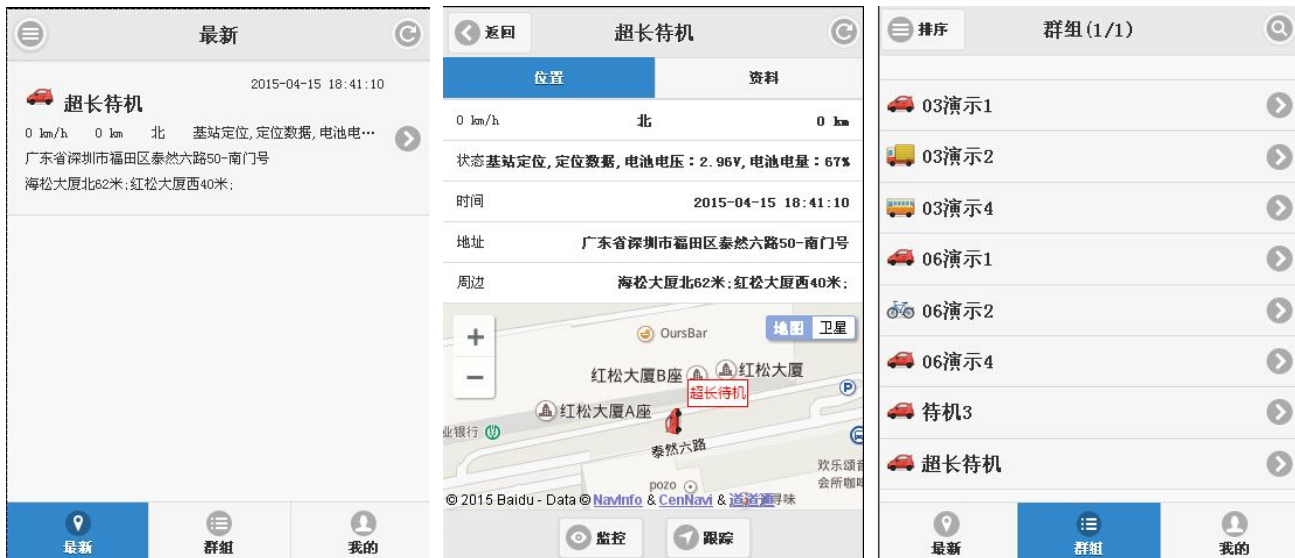 最新
2015-04-15 18:41:10
超长待机
0 km/h 0 km 北 基站定位,定位数据,电池电…
广东省深圳市福田区泰然六路50-南门号
海松大厦北62米;红松大厦西40米;
最新 群组 我的
返回 超长待机
位置 资料
0 km/h 北 0 km
状态 基站定位,定位数据,电池电压:2.96V,电池电量:67%
时间 2015-04-15 18:41:10
地址 广东省深圳市福田区泰然六路50-南门号
周边 海松大厦北62米;红松大厦西40米;
+
OursBar
地图 卫星
−
红松大厦B座 红松大厦
超长待机
P
红松大厦A座
业银行
泰然六路
欢乐颂音
会所咖啡
pozo
© 2015 Baidu - Data © NavInfo & CenNavi & 道道通 寻味
监控 跟踪
排序 群组(1/1)
03演示1
03演示2
03演示4
06演示1
06演示2
06演示4
待机3
超长待机
最新 群组 我的